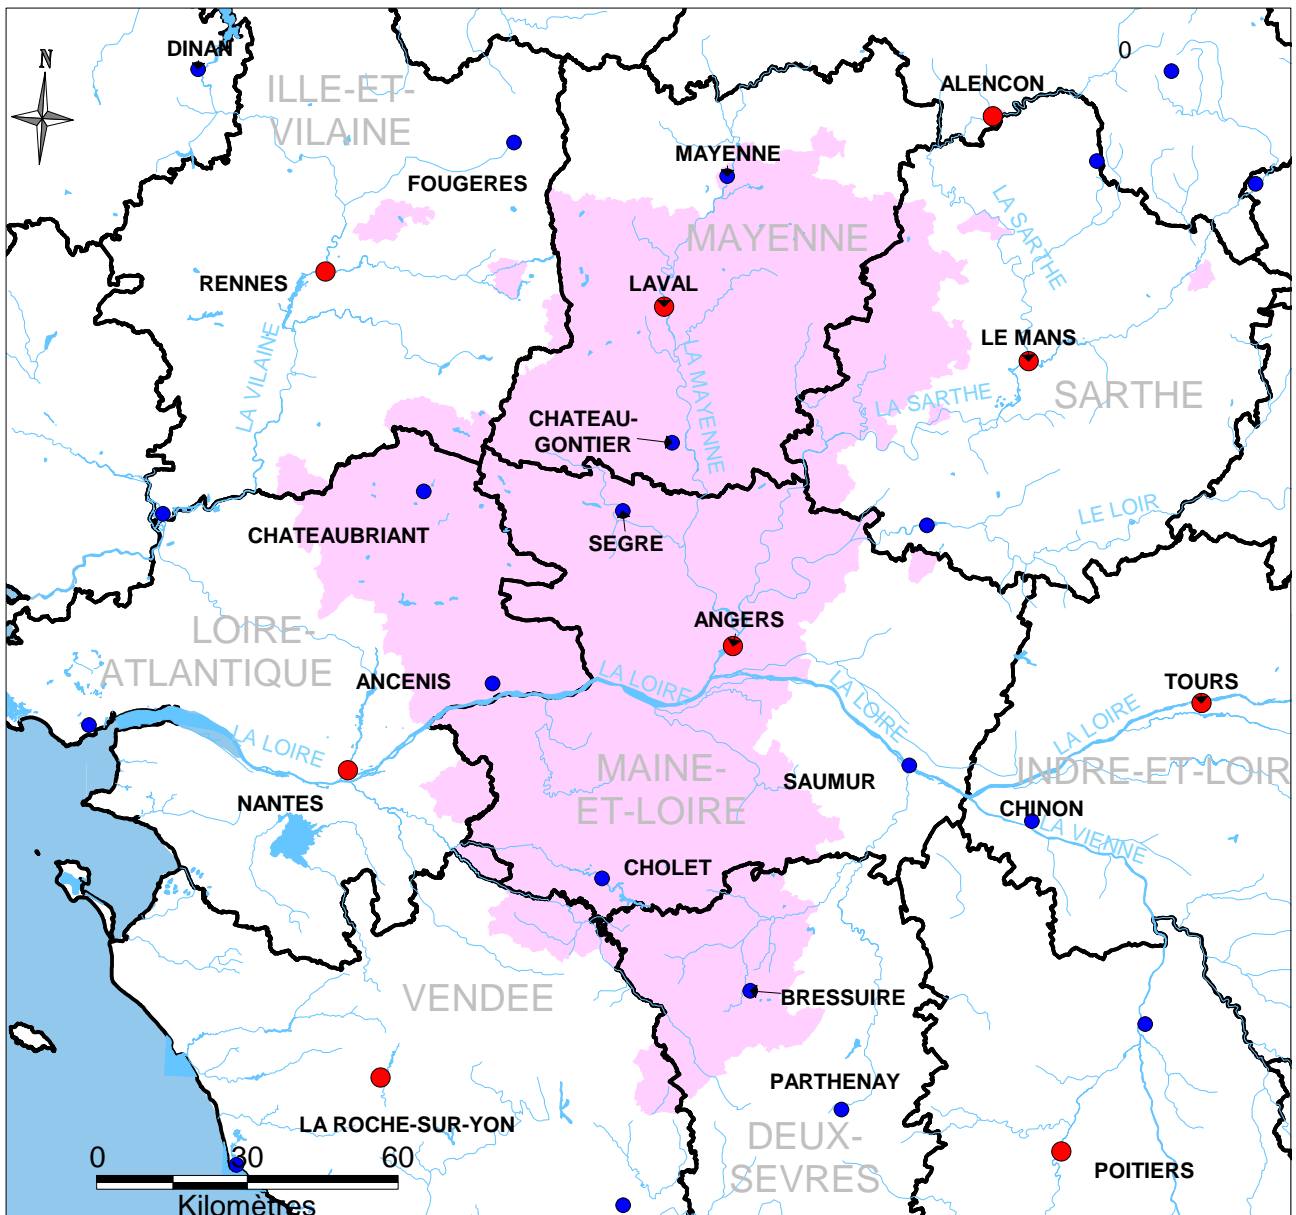 DINAN
0
N
ILLE-ET-
VILAINE
ALENCON
MAYENNE
FOUGERES
LA SARTHE
MAYENNE
RENNES
LAVAL
LE MANS
LA VILAINE
LA MAYENNE
LA SARTHE
SARTHE
CHATEAU-
GONTIER
LE LOIR
CHATEAUBRIANT
SEGRE
LOIRE-
ATLANTIQUE
ANGERS
ANCENIS
LA LOIRE
LA LOIRE
TOURS
LA LOIRE
LA LOIRE
MAINE-
ET-LOIRE
SAUMUR
INDRE-ET-LOIR
NANTES
CHINON
LA VIENNE
CHOLET
VENDEE
BRESSUIRE
PARTHENAY
LA ROCHE-SUR-YON
DEUX-
SEVRES
POITIERS
0 30 60
Kilomètres